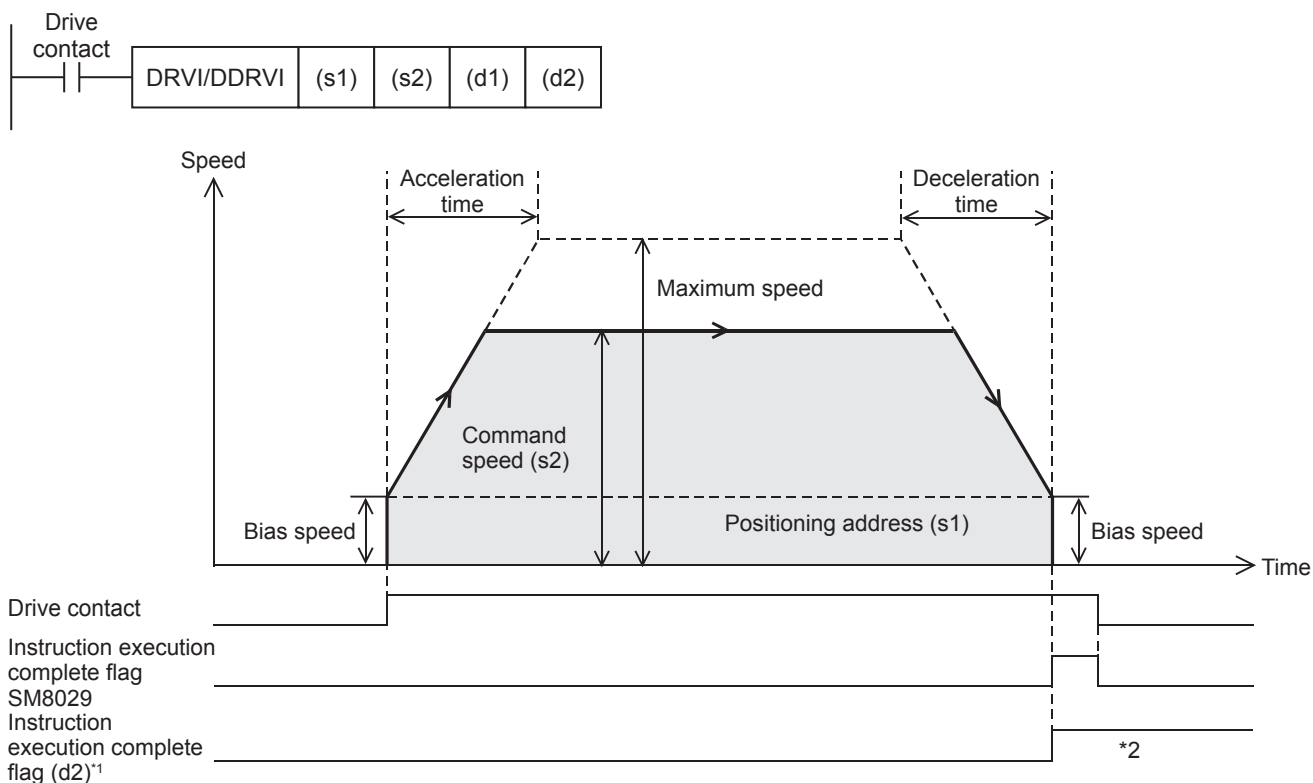 Drive
contact
DRVI/DDRVI (s1) (s2) (d1) (d2)
Speed
Acceleration
time
Deceleration
time
Maximum speed
Command
speed (s2)
Bias speed
Positioning address (s1)
Bias speed
Time
Drive contact
Instruction execution
complete flag
SM8029
Instruction
execution complete
flag (d2)*1
*2